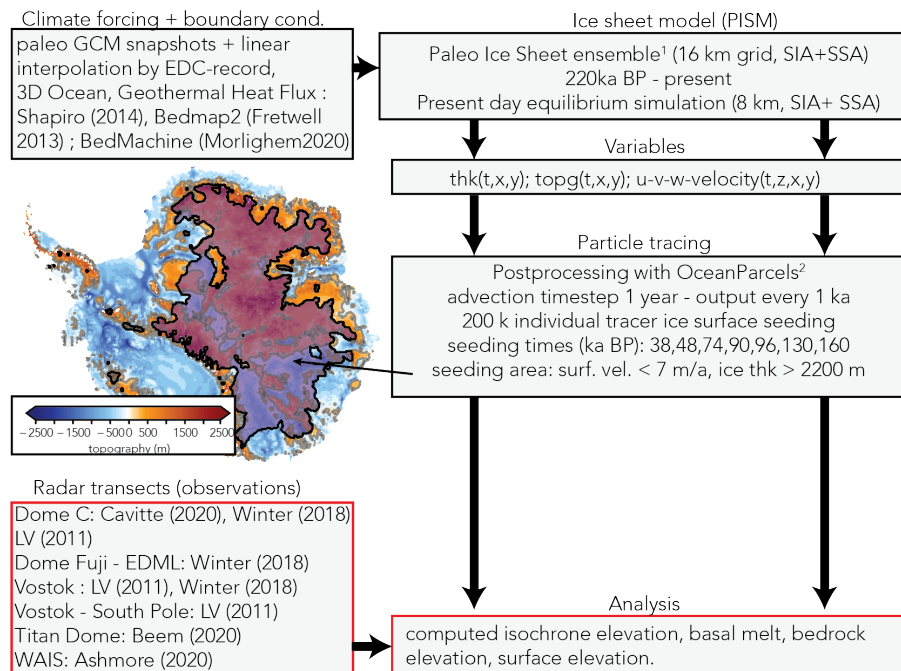 Climate forcing + boundary cond.
paleo GCM snapshots + linear
interpolation by EDC-record,
3D Ocean, Geothermal Heat Flux :
Shapiro (2014), Bedmap2 (Fretwell
2013) ; BedMachine (Morlighem2020)
Ice sheet model (PISM)
Paleo Ice Sheet ensemble¹ (16 km grid, SIA+SSA)
220ka BP - present
Present day equilibrium simulation (8 km, SIA+ SSA)
Variables
thk(t,x,y); topg(t,x,y); u-v-w-velocity(t,z,x,y)
Particle tracing
Postprocessing with OceanParcels²
advection timestep 1 year - output every 1 ka
200 k individual tracer ice surface seeding
seeding times (ka BP): 38,48,74,90,96,130,160
seeding area: surf. vel. < 7 m/a, ice thk > 2200 m
−2500 −1500 −5000 0 500 1500 2500
topography (m)
Radar transects (observations)
Dome C: Cavitte (2020), Winter (2018)
LV (2011)
Dome Fuji - EDML: Winter (2018)
Vostok : LV (2011), Winter (2018)
Vostok - South Pole: LV (2011)
Titan Dome: Beem (2020)
WAIS: Ashmore (2020)
Analysis
computed isochrone elevation, basal melt, bedrock
elevation, surface elevation.